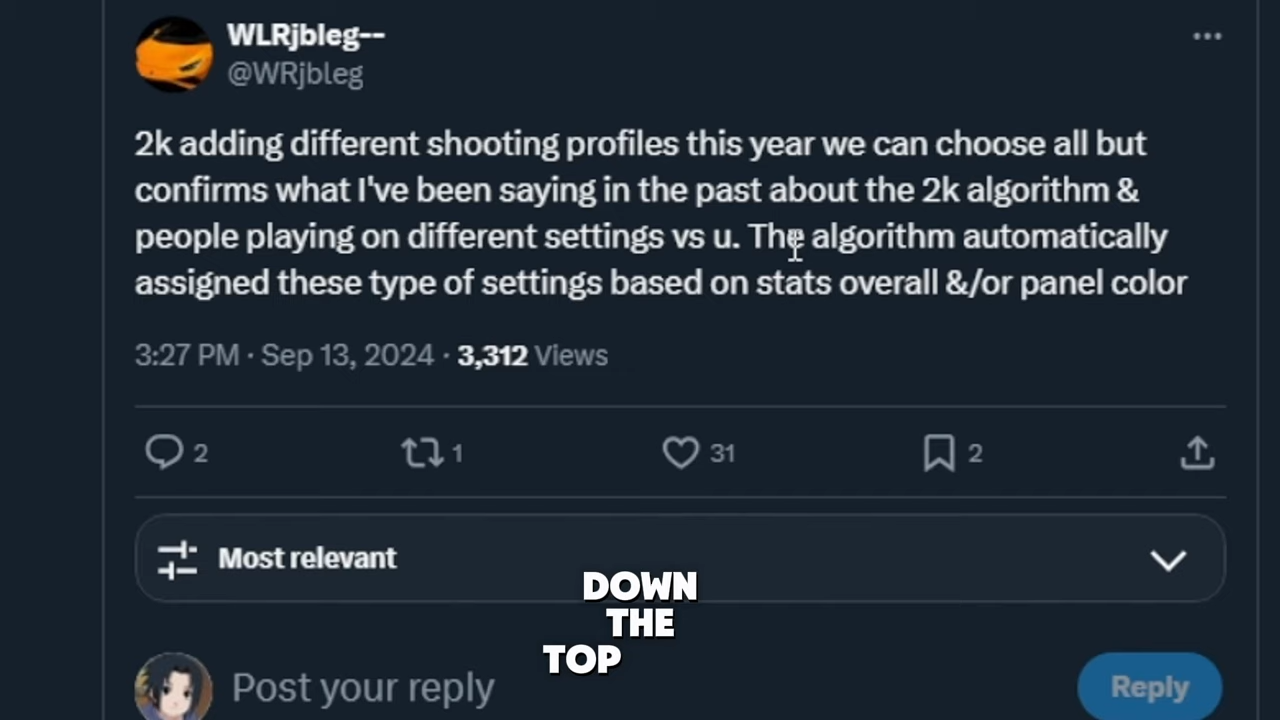 WLRjbleg--
@WRjbleg
2k adding different shooting profiles this year we can choose all but
confirms what I've been saying in the past about the 2k algorithm &
people playing on different settings vs u. The algorithm automatically
assigned these type of settings based on stats overall &/or panel color
3:27 PM · Sep 13, 2024 · 3,312 Views
2 1 31 2
Most relevant
DOWN
THE
TOP
Post your reply Reply